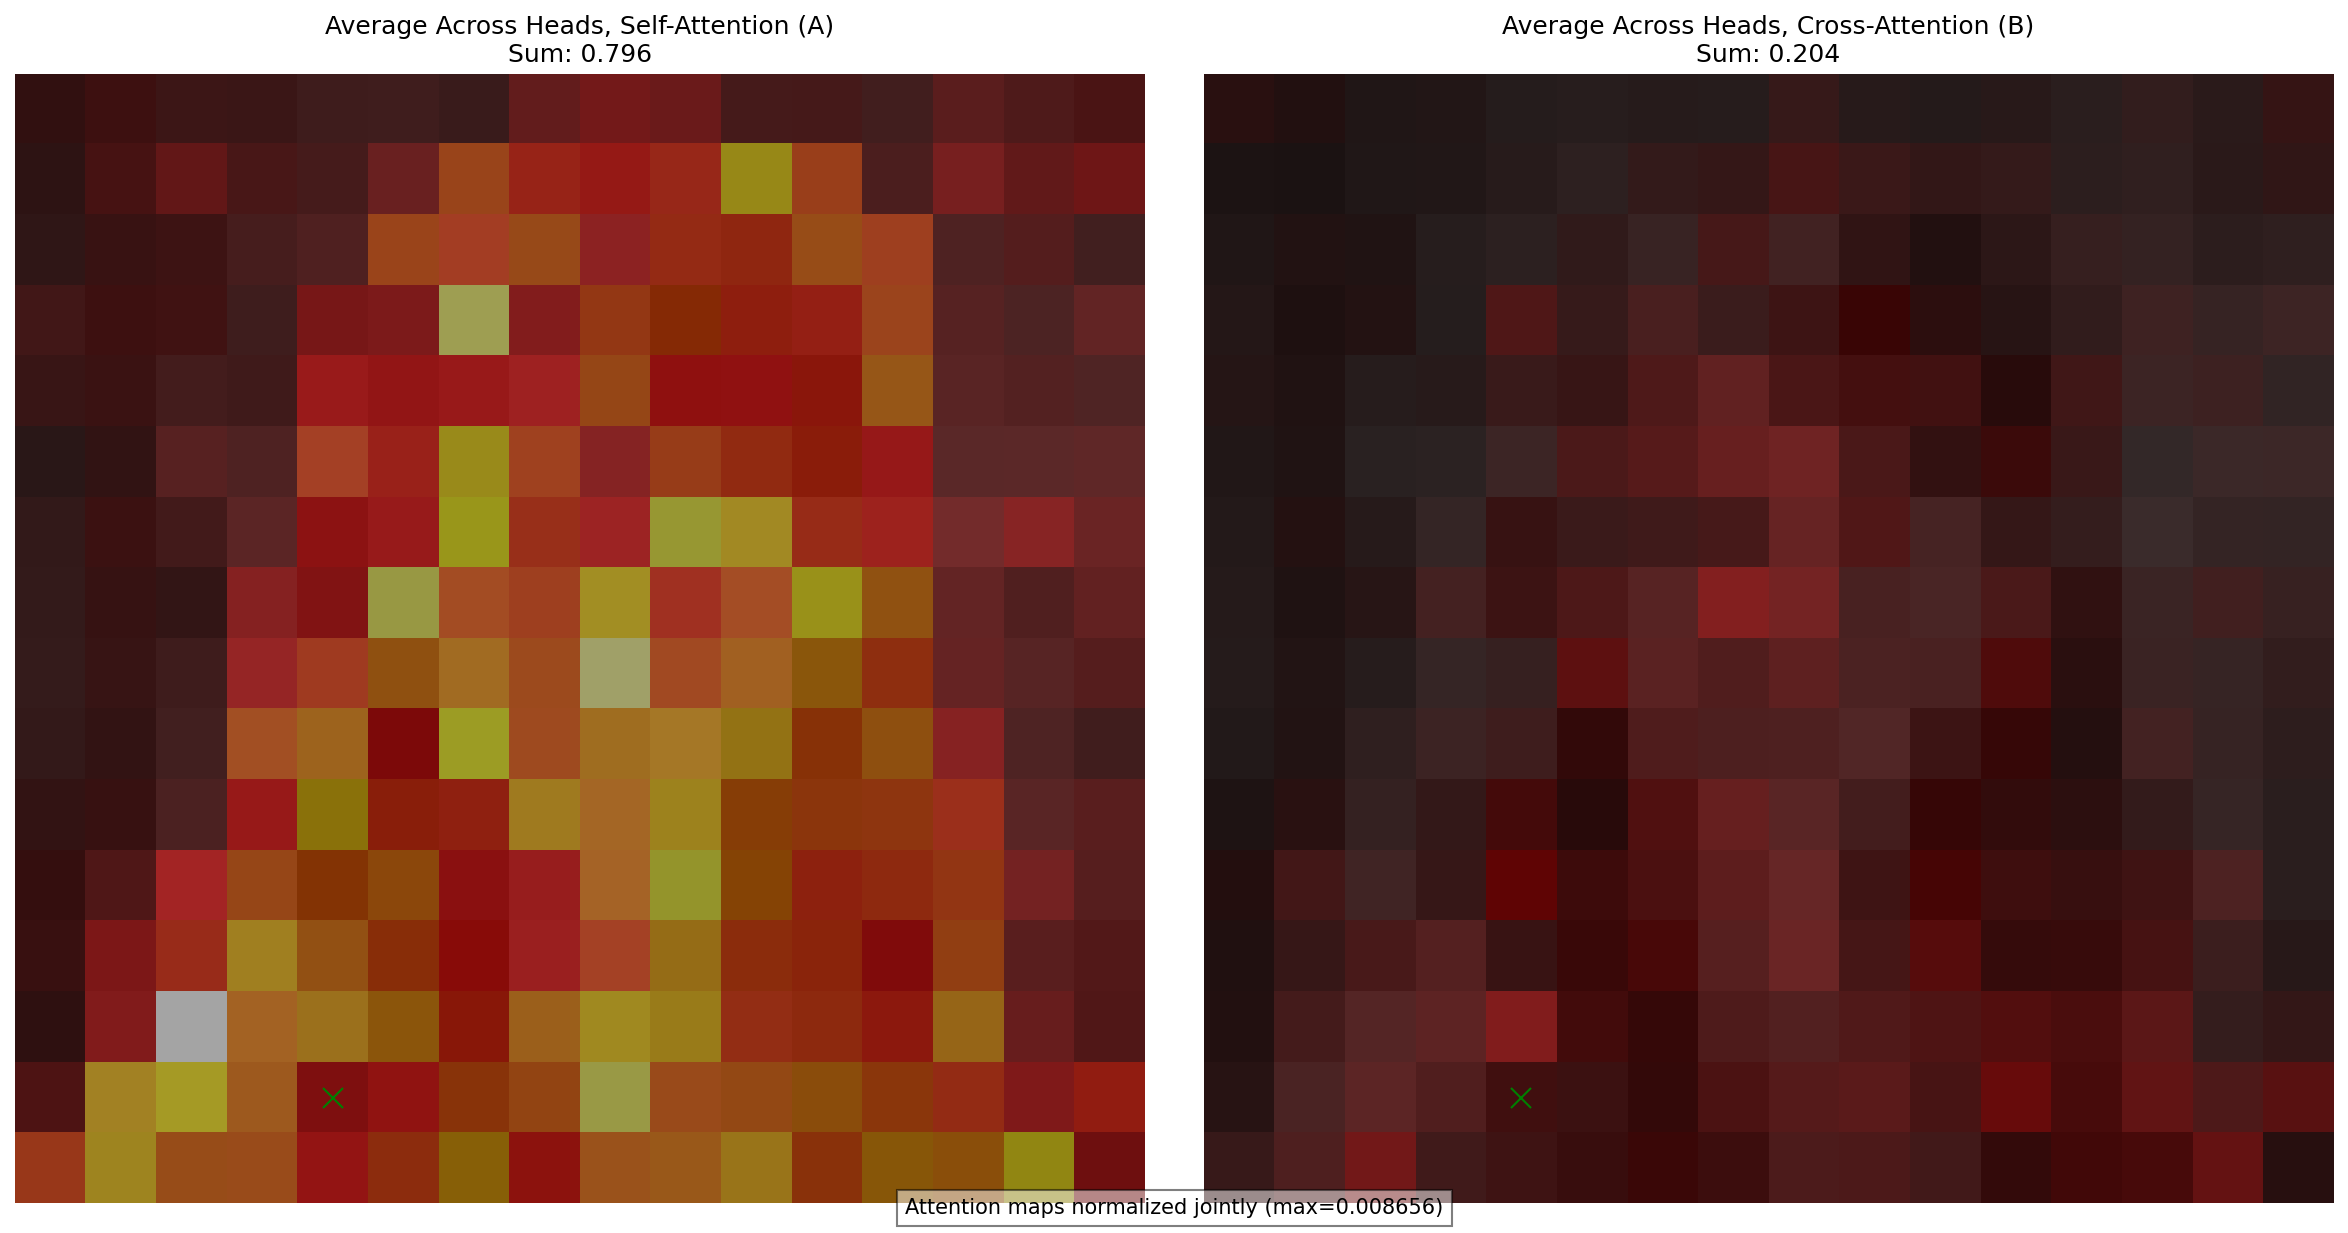 Average Across Heads, Self-Attention (A)
Sum: 0.796
Average Across Heads, Cross-Attention (B)
Sum: 0.204
Attention maps normalized jointly (max=0.008656)